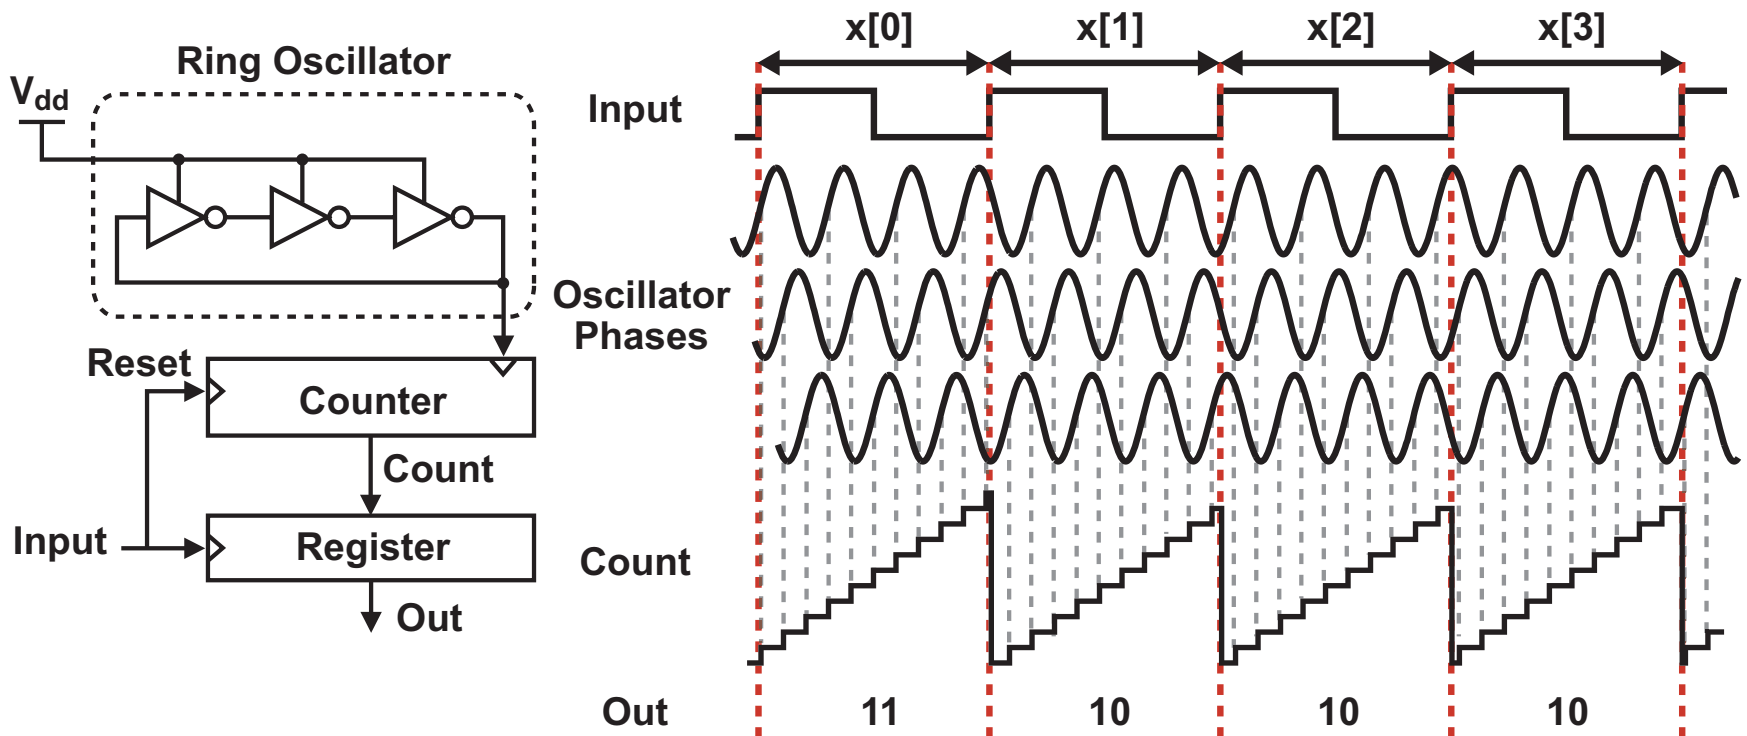 Ring Oscillator
Vdd
Reset
Counter
Count
Input
Register
Out
x[0] x[1] x[2] x[3]
Input
Oscillator
Phases
Count
Out 11 10 10 10